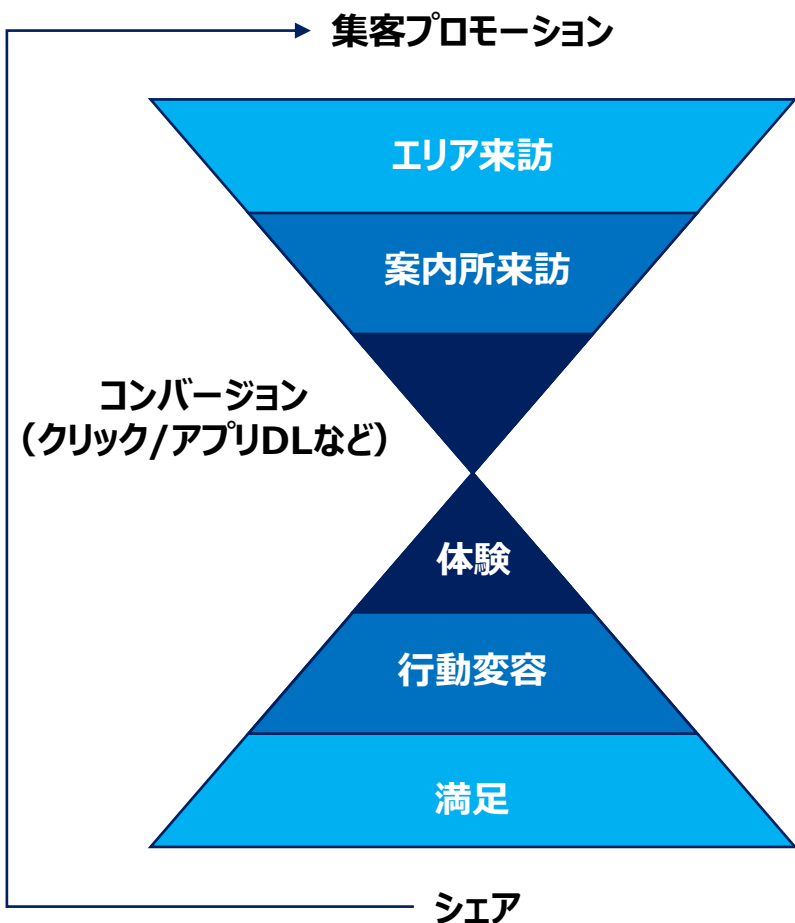 集客プロモーション
エリア来訪
案内所来訪
コンバージョン
（クリック/アプリDLなど）
体験
行動変容
満足
シェア